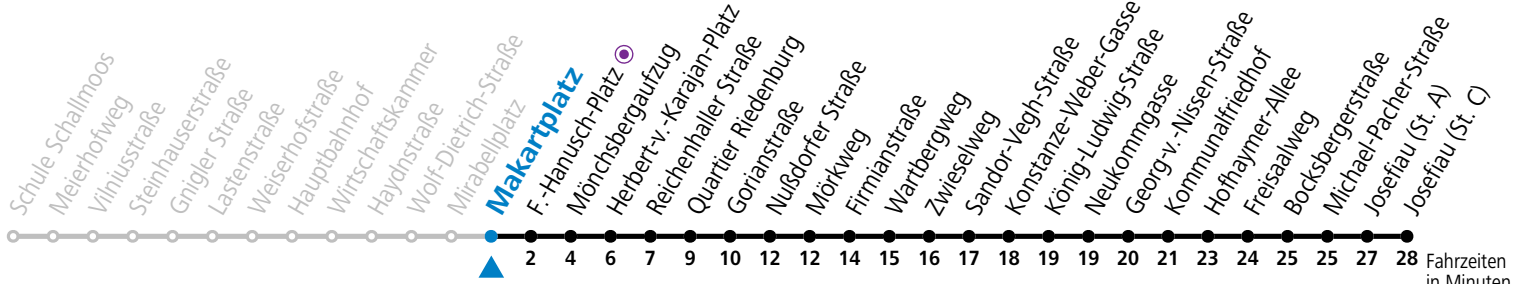 Schule Schallmoos
Meierhofweg
Vilniusstraße
Steinhauserstraße
Gnigler Straße
Lastenstraße
Weiserhofstraße
Hauptbahnhof
Wirtschaftskammer
Haydnstraße
Wolf-Dietrich-Straße
Mirabellplatz
Makartplatz
F.-Hanusch-Platz
Mönchsbergaufzug
Herbert-v.-Karajan-Platz
Reichenhaller Straße
Quartier Riedenburg
Gorianstraße
Nußdorfer Straße
Mörkweg
Firmianstraße
Wartbergweg
Zwieselweg
Sandor-Vegh-Straße
Konstanze-Weber-Gasse
König-Ludwig-Straße
Neukommgasse
Georg-v.-Nissen-Straße
Kommunalfriedhof
Hofhaymer-Allee
Freisaalweg
Bocksbergerstraße
Michael-Pacher-Straße
Josefiau (St. A)
Josefiau (St. C)
2 4 6 7 9 10 12 12 14 15 16 17 18 19 19 20 21 23 24 25 25 27 28 Fahrzeiten
in Minuten